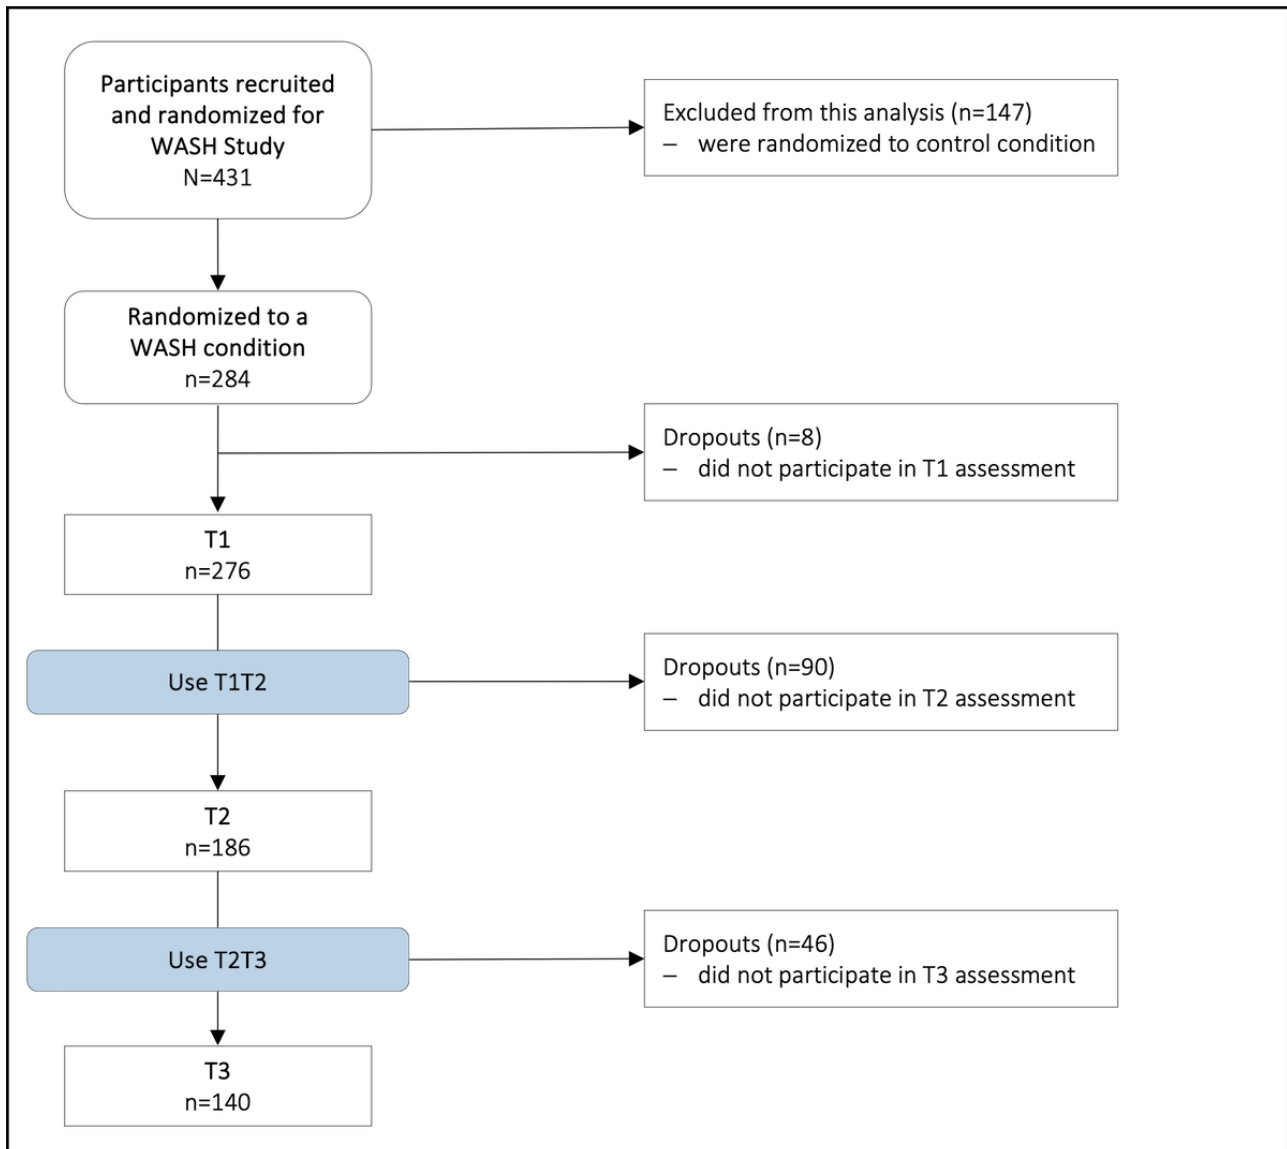 Participants recruited
and randomized for
WASH Study
N=431
Excluded from this analysis (n=147)
– were randomized to control condition
Randomized to a
WASH condition
n=284
Dropouts (n=8)
– did not participate in T1 assessment
T1
n=276
Use T1T2
Dropouts (n=90)
– did not participate in T2 assessment
T2
n=186
Use T2T3
Dropouts (n=46)
– did not participate in T3 assessment
T3
n=140